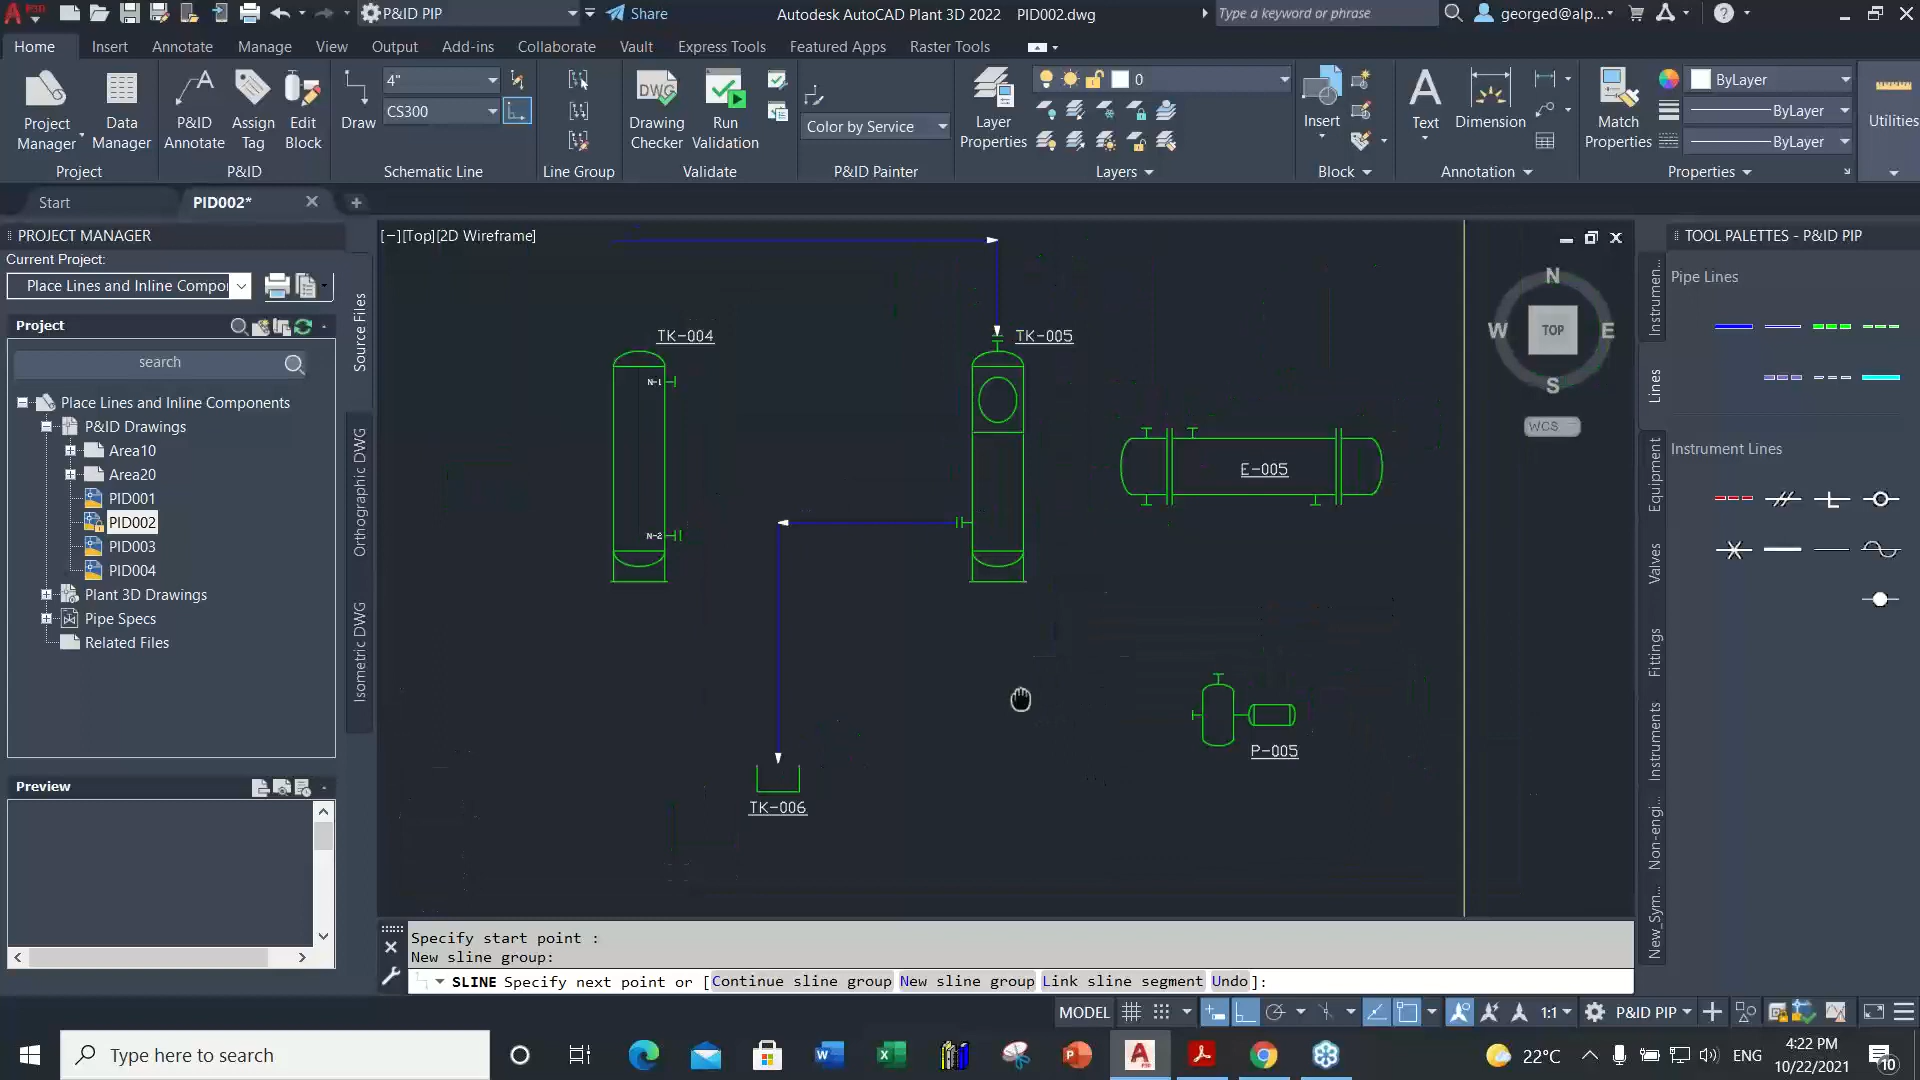 P&ID PIP
Share
Autodesk AutoCAD Plant 3D 2022 PID002.dwg
Type a keyword or phrase
georged@alp...
Home Insert Annotate Manage View Output Add-ins Collaborate Vault Express Tools Featured Apps Raster Tools
Project Manager
Data Manager
Project
P&ID Annotate
Assign Tag
Edit Block
P&ID
Draw
4"
CS300
Schematic Line
Line Group
DWG
Drawing Checker
Run Validation
Validate
Color by Service
P&ID Painter
Layer Properties
0
Layers
Insert
Block
Text
Dimension
Annotation
Match Properties
ByLayer
ByLayer
ByLayer
Properties
Utilities
Start
PID002*
PROJECT MANAGER
Current Project:
Place Lines and Inline Compo
Project
search
Place Lines and Inline Components
P&ID Drawings
Area10
Area20
PID001
PID002
PID003
PID004
Plant 3D Drawings
Pipe Specs
Related Files
Preview
Source Files
Orthographic DWG
Isometric DWG
[−][Top][2D Wireframe]
TK-004
N-1
N-2
TK-005
E-005
P-005
TK-006
N
W
TOP
E
S
WCS
TOOL PALETTES - P&ID PIP
Pipe Lines
Instrument Lines
Instrumen...
Lines
Equipment
Valves
Fittings
Instruments
Non-engi...
New_Sym...
Specify start point :
New sline group:
SLINE Specify next point or [Continue sline group New sline group Link sline segment Undo]:
MODEL
1:1
P&ID PIP
Type here to search
22°C
ENG
4:22 PM
10/22/2021
10